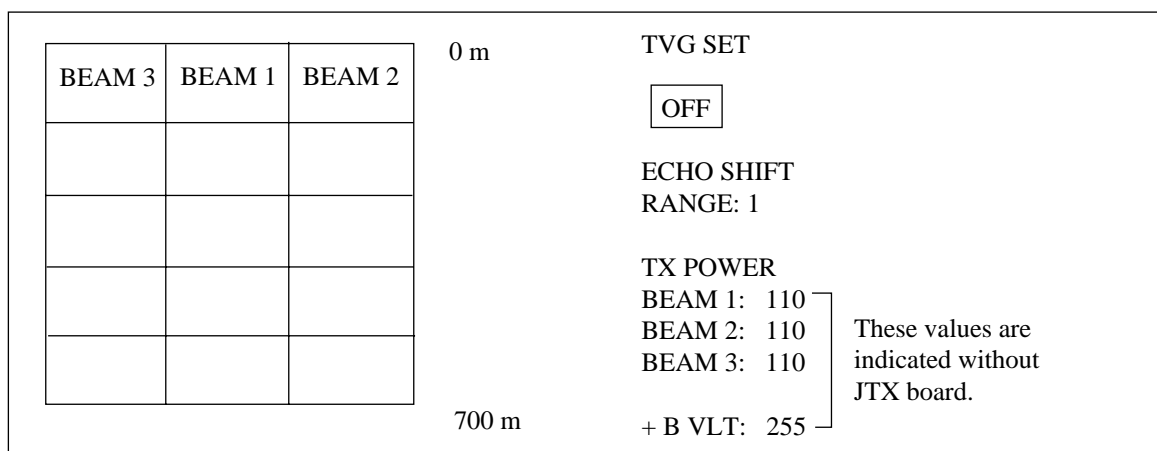 BEAM 3 BEAM 1 BEAM 2
0 m
700 m
TVG SET
OFF
ECHO SHIFT
RANGE: 1
TX POWER
BEAM 1: 110
BEAM 2: 110
BEAM 3: 110
+ B VLT: 255
These values are
indicated without
JTX board.